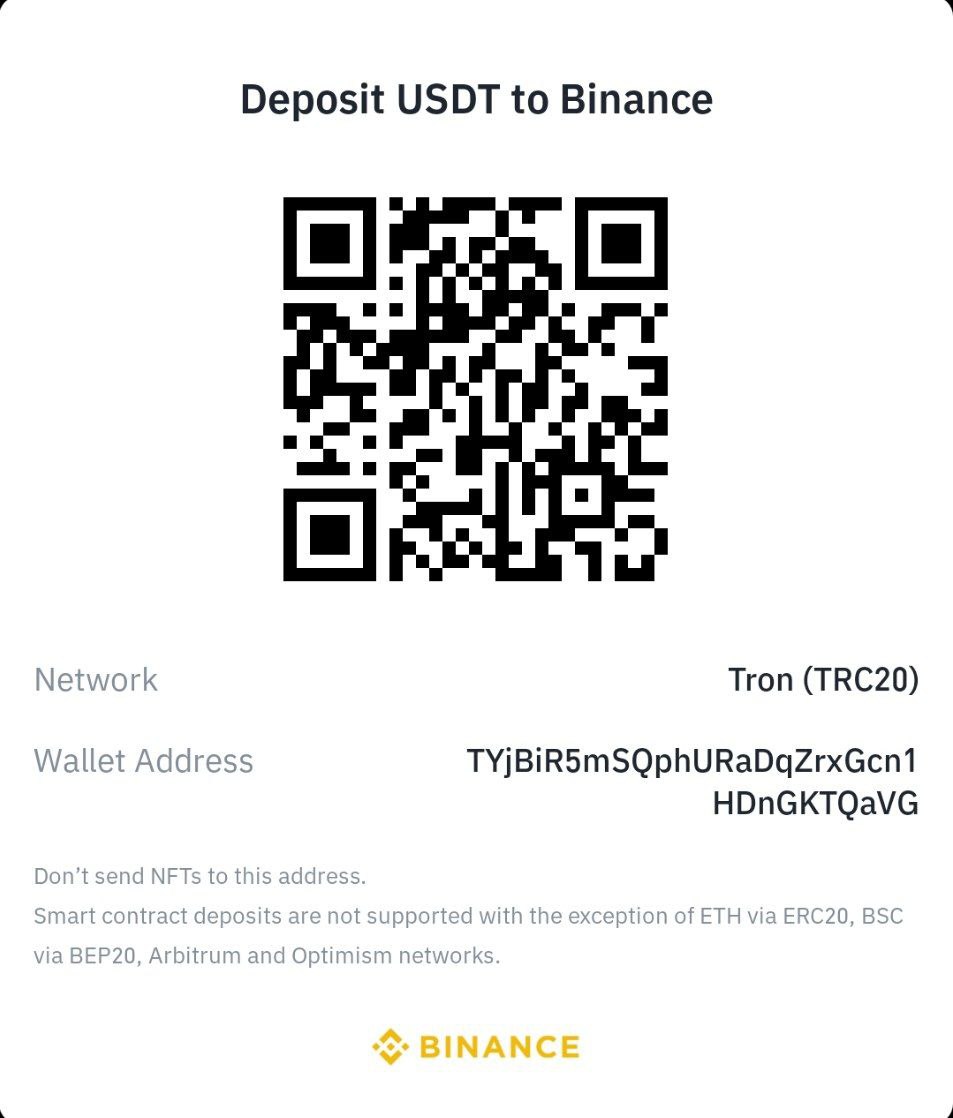 Deposit USDT to Binance
Network
Tron (TRC20)
Wallet Address
TYjBiR5mSQphURaDqZrxGcn1
HDnGKTQaVG
Don’t send NFTs to this address.
Smart contract deposits are not supported with the exception of ETH via ERC20, BSC
via BEP20, Arbitrum and Optimism networks.
BINANCE